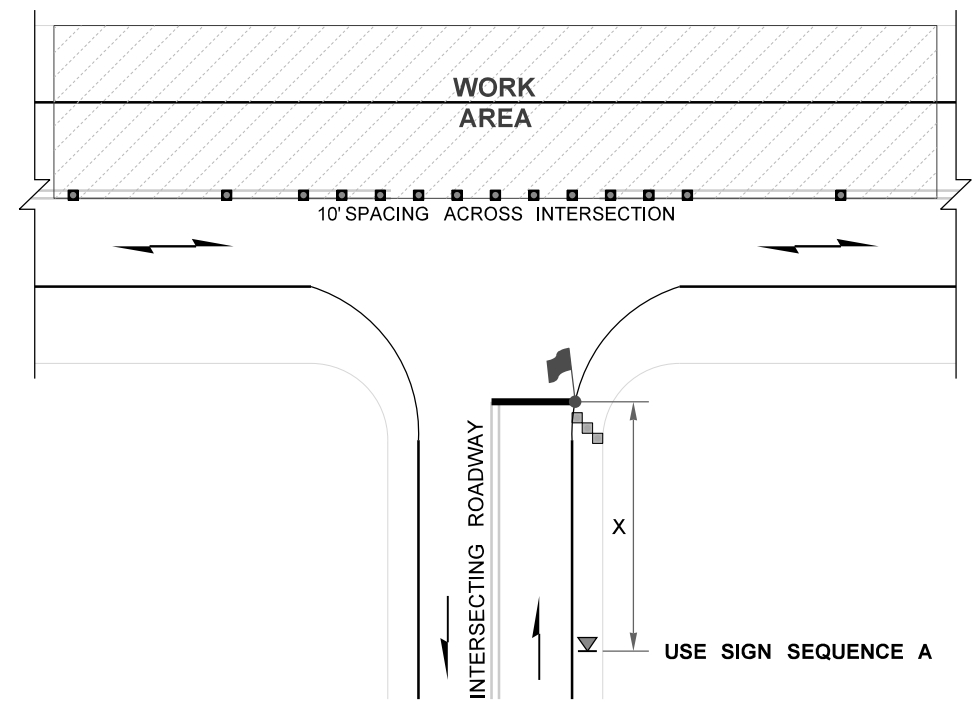 WORK
AREA
10' SPACING ACROSS INTERSECTION
INTERSECTING ROADWAY
X
USE SIGN SEQUENCE A